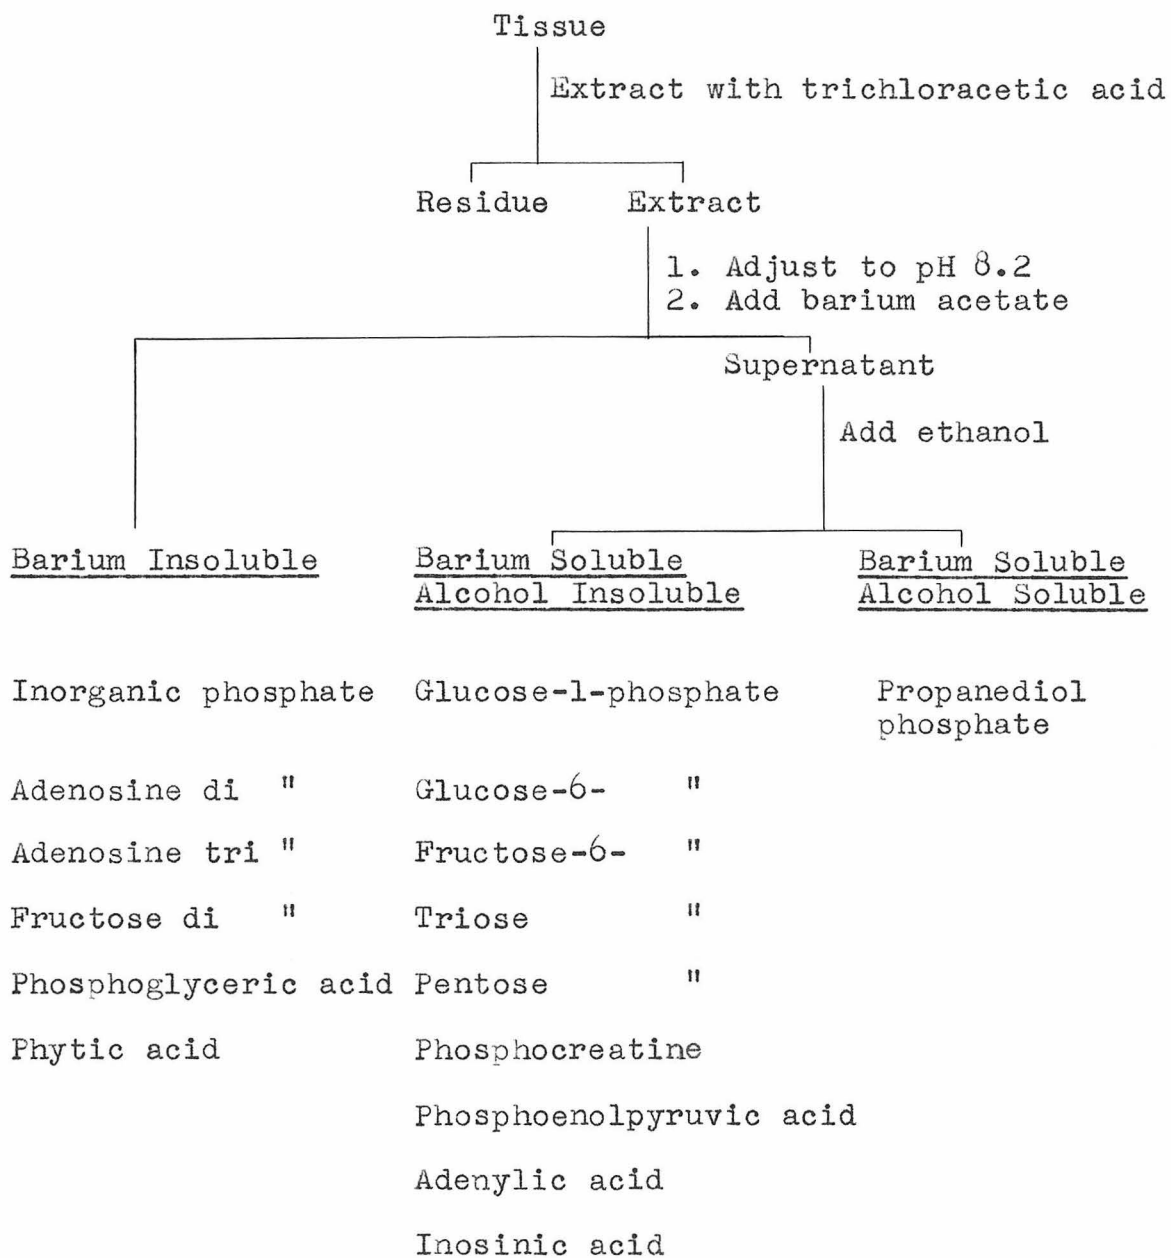 Tissue
Extract with trichloracetic acid
Residue
Extract
1. Adjust to pH 8.2
2. Add barium acetate
Supernatant
Add ethanol
Barium Insoluble
Barium Soluble
Alcohol Insoluble
Barium Soluble
Alcohol Soluble
Inorganic phosphate
Adenosine di "
Adenosine tri "
Fructose di "
Phosphoglyceric acid
Phytic acid
Glucose-1-phosphate
Glucose-6- "
Fructose-6- "
Triose "
Pentose "
Phosphocreatine
Phosphoenolpyruvic acid
Adenylic acid
Inosinic acid
Propanediol
phosphate